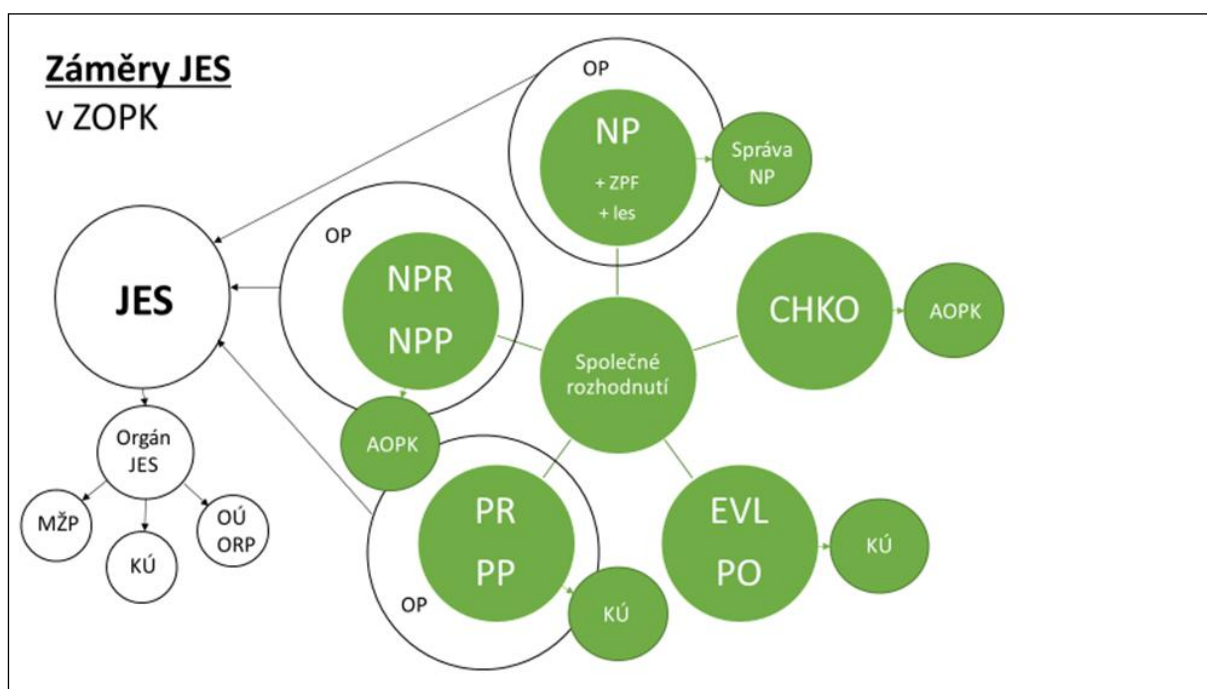 Záměry JES
v ZOPK
OP
NP
+ ZPF
+ les
Správa
NP
OP
NPR
NPP
AOPK
JES
Orgán
JES
MŽP
KÚ
OÚ
ORP
Společné
rozhodnutí
CHKO
AOPK
OP
PR
PP
KÚ
EVL
PO
KÚ